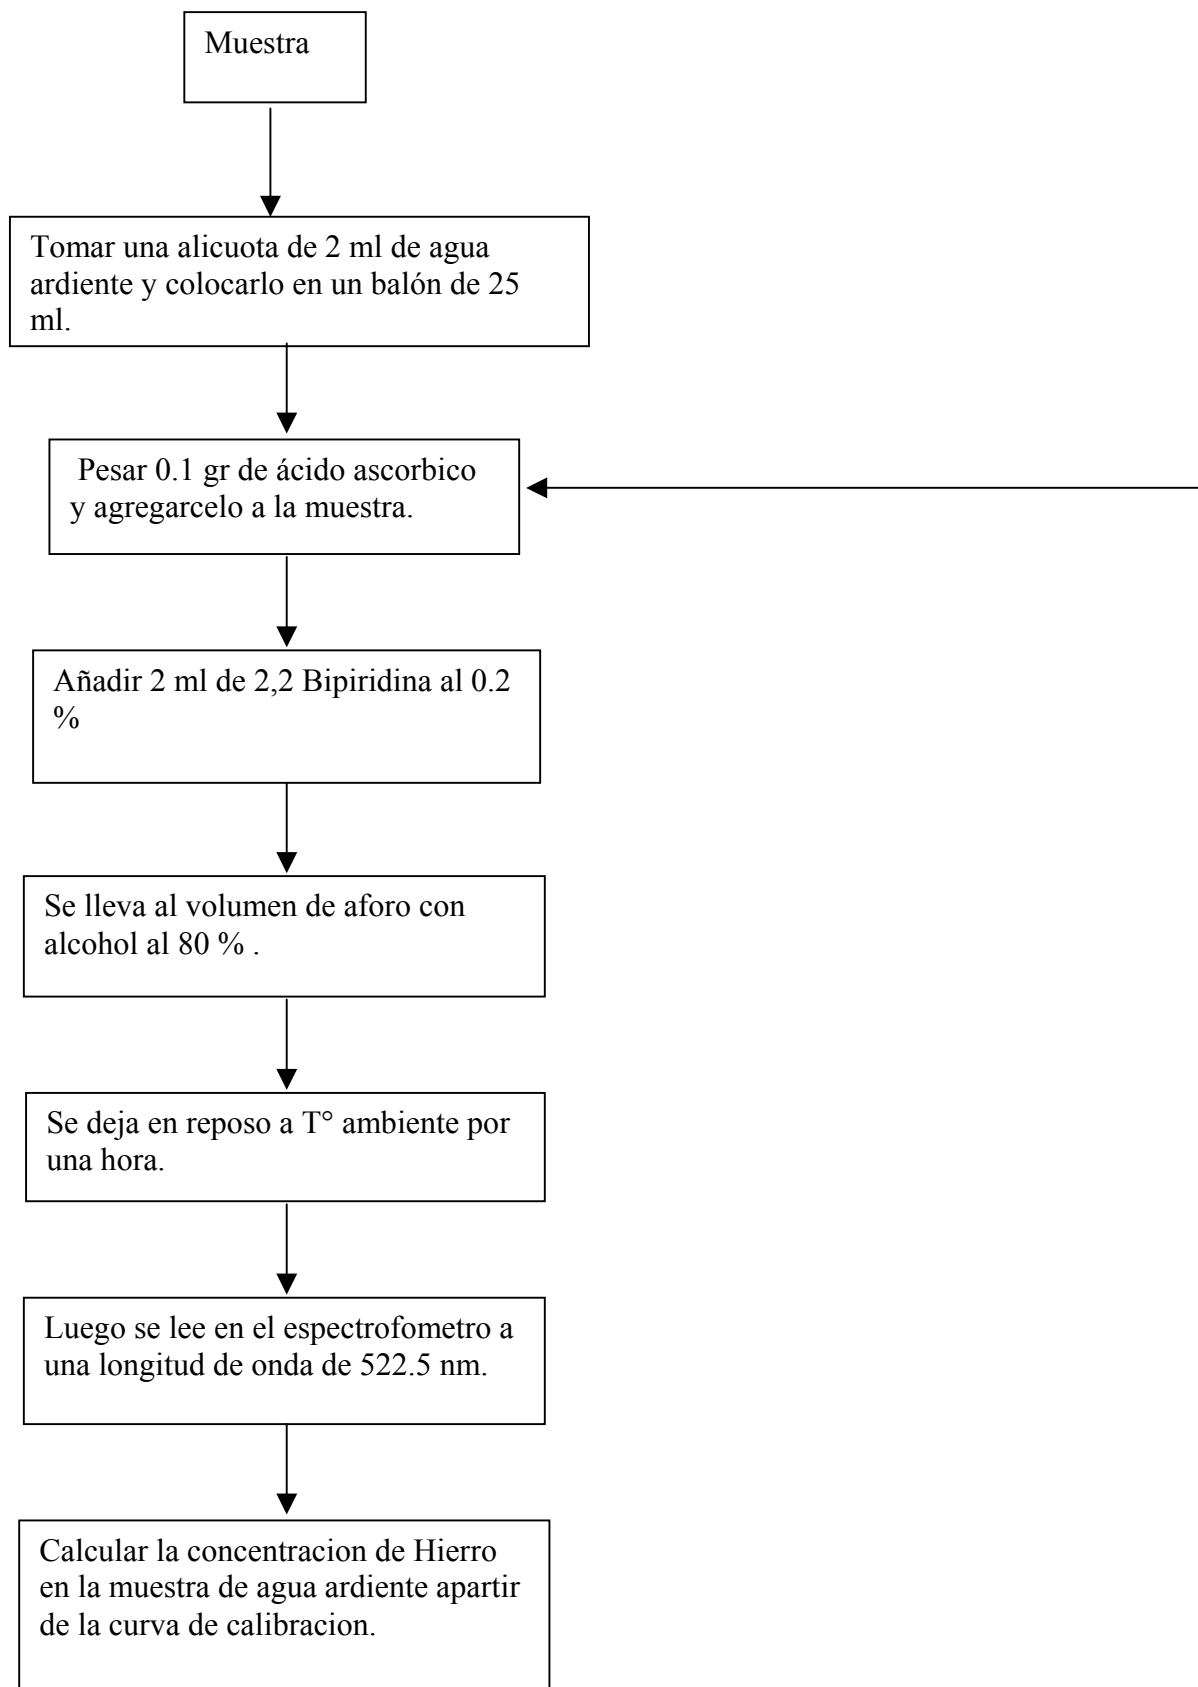 Muestra
Tomar una alicuota de 2 ml de agua
ardiente y colocarlo en un balón de 25
ml.
Pesar 0.1 gr de ácido ascorbico
y agregarcelo a la muestra.
Añadir 2 ml de 2,2 Bipiridina al 0.2
%
Se lleva al volumen de aforo con
alcohol al 80 % .
Se deja en reposo a T° ambiente por
una hora.
Luego se lee en el espectrofometro a
una longitud de onda de 522.5 nm.
Calcular la concentracion de Hierro
en la muestra de agua ardiente apartir
de la curva de calibracion.